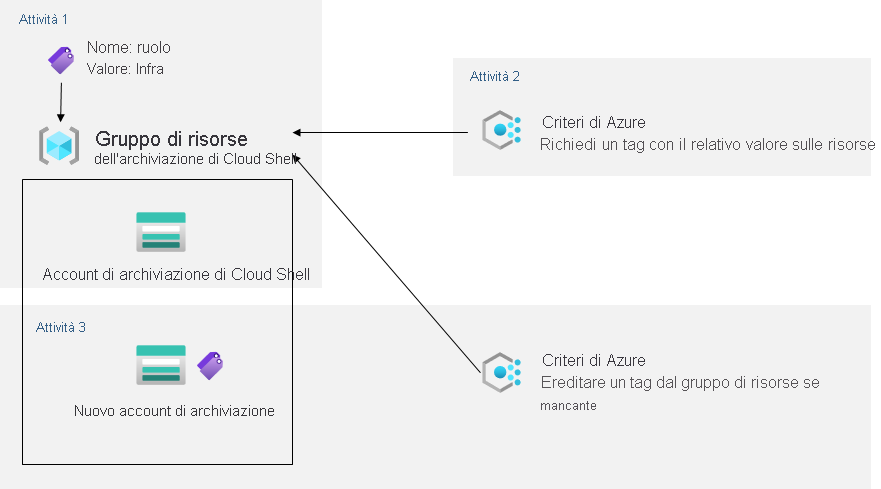 Attività 1
Nome: ruolo
Valore: Infra
Gruppo di risorse
dell'archiviazione di Cloud Shell
Account di archiviazione di Cloud Shell
Attività 2
Criteri di Azure
Richiedi un tag con il relativo valore sulle risorse
Attività 3
Nuovo account di archiviazione
Criteri di Azure
Ereditare un tag dal gruppo di risorse se
mancante